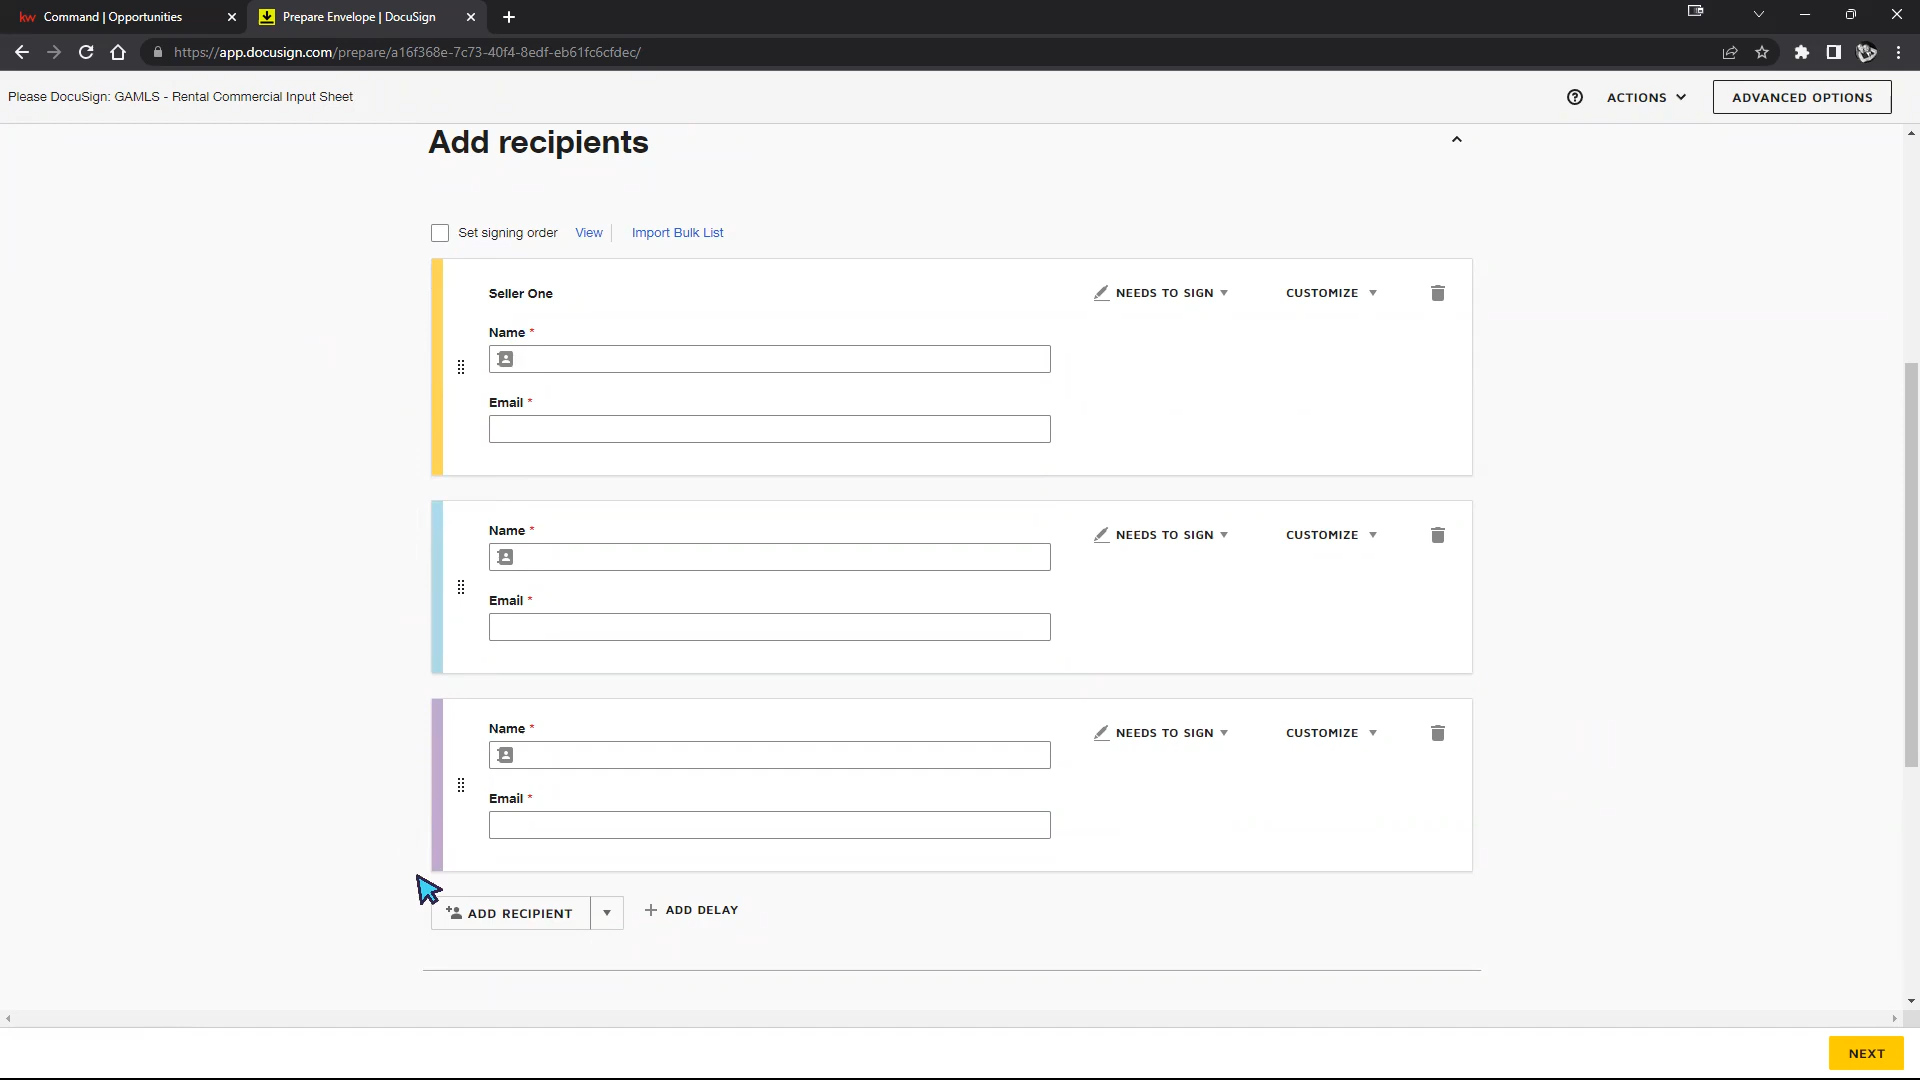 kw Command | Opportunities
Prepare Envelope | DocuSign
https://app.docusign.com/prepare/a16f368e-7c73-40f4-8edf-eb61fc6cfdec/
Please DocuSign: GAMLS - Rental Commercial Input Sheet
ACTIONS
ADVANCED OPTIONS
Add recipients
Set signing order View Import Bulk List
Seller One
NEEDS TO SIGN
CUSTOMIZE
Name *
Email *
Name *
NEEDS TO SIGN
CUSTOMIZE
Email *
Name *
NEEDS TO SIGN
CUSTOMIZE
Email *
ADD RECIPIENT
ADD DELAY
NEXT